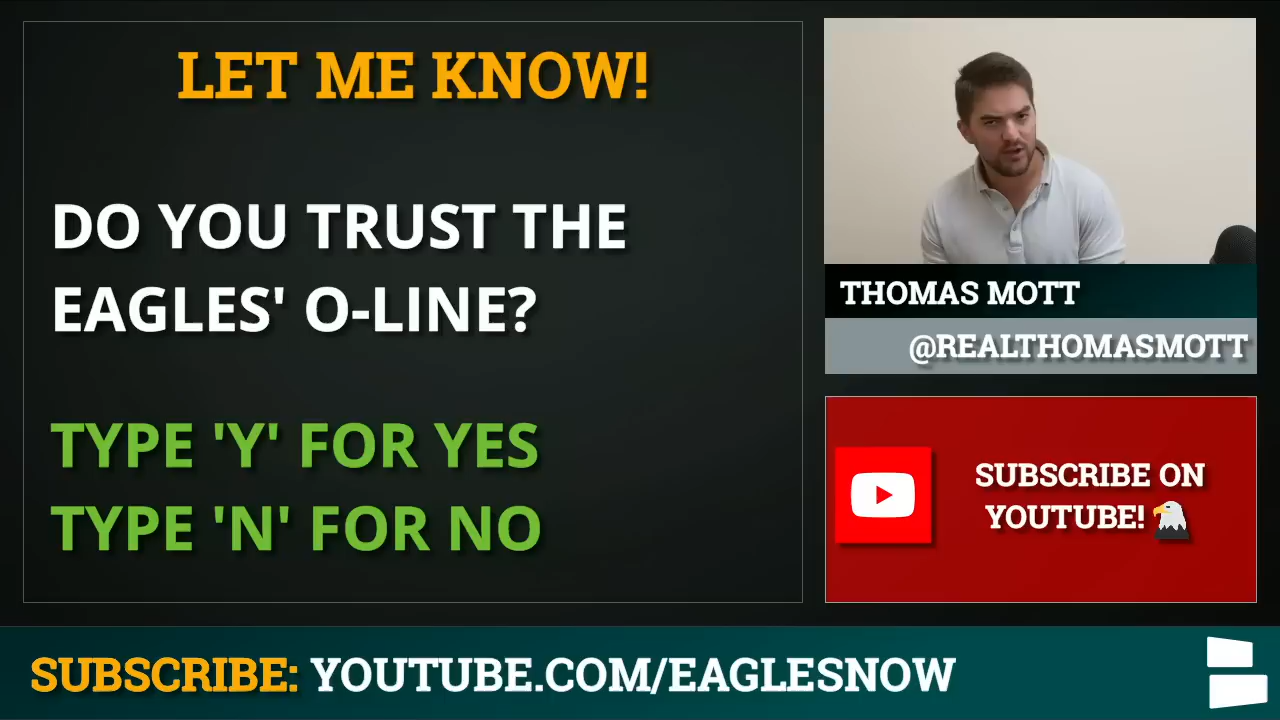 LET ME KNOW!
DO YOU TRUST THE
EAGLES' O-LINE?
TYPE 'Y' FOR YES
TYPE 'N' FOR NO
THOMAS MOTT
@REALTHOMASMOTT
SUBSCRIBE ON
YOUTUBE!
SUBSCRIBE: YOUTUBE.COM/EAGLESNOW